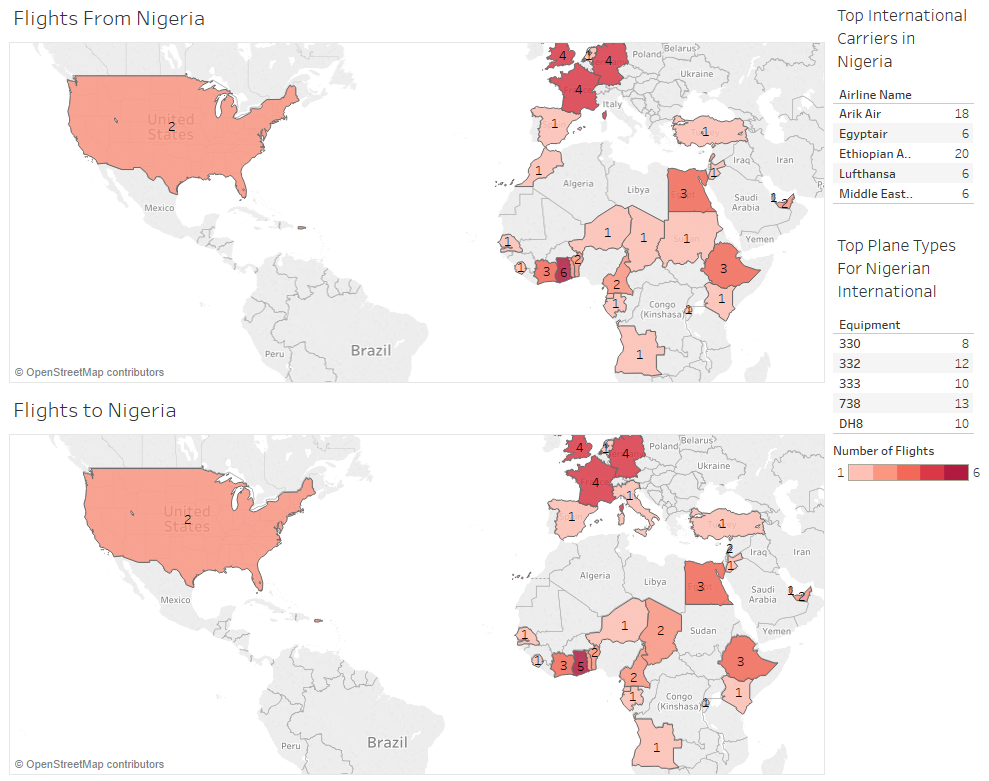 Flights From Nigeria
United
States
2
Mexico
Peru
Brazil
4
1
4
Poland
Belarus
Ukraine
4
Italy
1
1
1
Algeria
Libya
3
1
Iraq
Iran
Saudi
Arabia
1
2
Yemen
1
1
1
1
1
3
6
2
2
1
3
1
Congo
(Kinshasa)
1
1
© OpenStreetMap contributors
Flights to Nigeria
United
States
2
Mexico
Peru
Brazil
4
1
4
Poland
Belarus
Ukraine
4
1
1
1
2
1
Iraq
Iran
Algeria
Libya
3
Saudi
Arabia
1
2
Yemen
1
1
2
Sudan
1
3
5
2
2
1
3
1
Congo
(Kinshasa)
1
1
© OpenStreetMap contributors
Top International
Carriers in
Nigeria
Airline Name
Arik Air 18
Egyptair 6
Ethiopian A.. 20
Lufthansa 6
Middle East.. 6
Top Plane Types
For Nigerian
International
Equipment
330 8
332 12
333 10
738 13
DH8 10
Number of Flights
1 6